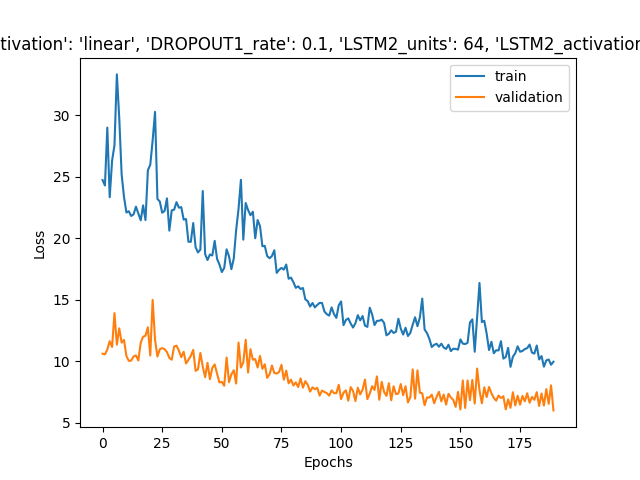 tivation': 'linear', 'DROPOUT1_rate': 0.1, 'LSTM2_units': 64, 'LSTM2_activation
train
validation
Loss
30
25
20
15
10
5
0 25 50 75 100 125 150 175
Epochs